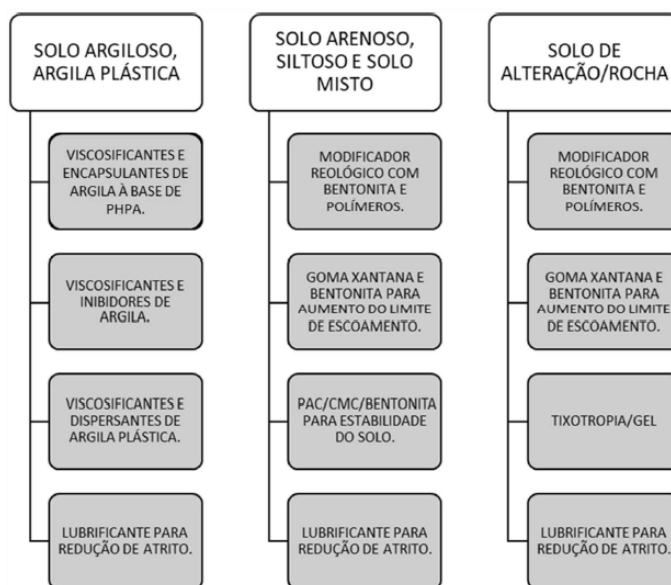 SOLO ARGILOSO,
ARGILA PLÁSTICA
VISCOSIFICANTES E
ENCAPSULANTES DE
ARGILA À BASE DE
PHPA.
VISCOSIFICANTES E
INIBIDORES DE
ARGILA.
VISCOSIFICANTES E
DISPERSANTES DE
ARGILA PLÁSTICA.
LUBRIFICANTE PARA
REDUÇÃO DE ATRITO.
SOLO ARENOSO,
SILTOSO E SOLO
MISTO
MODIFICADOR
REOLÓGICO COM
BENTONITA E
POLÍMEROS.
GOMA XANTANA E
BENTONITA PARA
AUMENTO DO LIMITE
DE ESCOAMENTO.
PAC/CMC/BENTONITA
PARA ESTABILIDADE
DO SOLO.
LUBRIFICANTE PARA
REDUÇÃO DE ATRITO.
SOLO DE
ALTERAÇÃO/ROCHA
MODIFICADOR
REOLÓGICO COM
BENTONITA E
POLÍMEROS.
GOMA XANTANA E
BENTONITA PARA
AUMENTO DO LIMITE
DE ESCOAMENTO.
TIXOTROPIA/GEL
LUBRIFICANTE PARA
REDUÇÃO DE ATRITO.